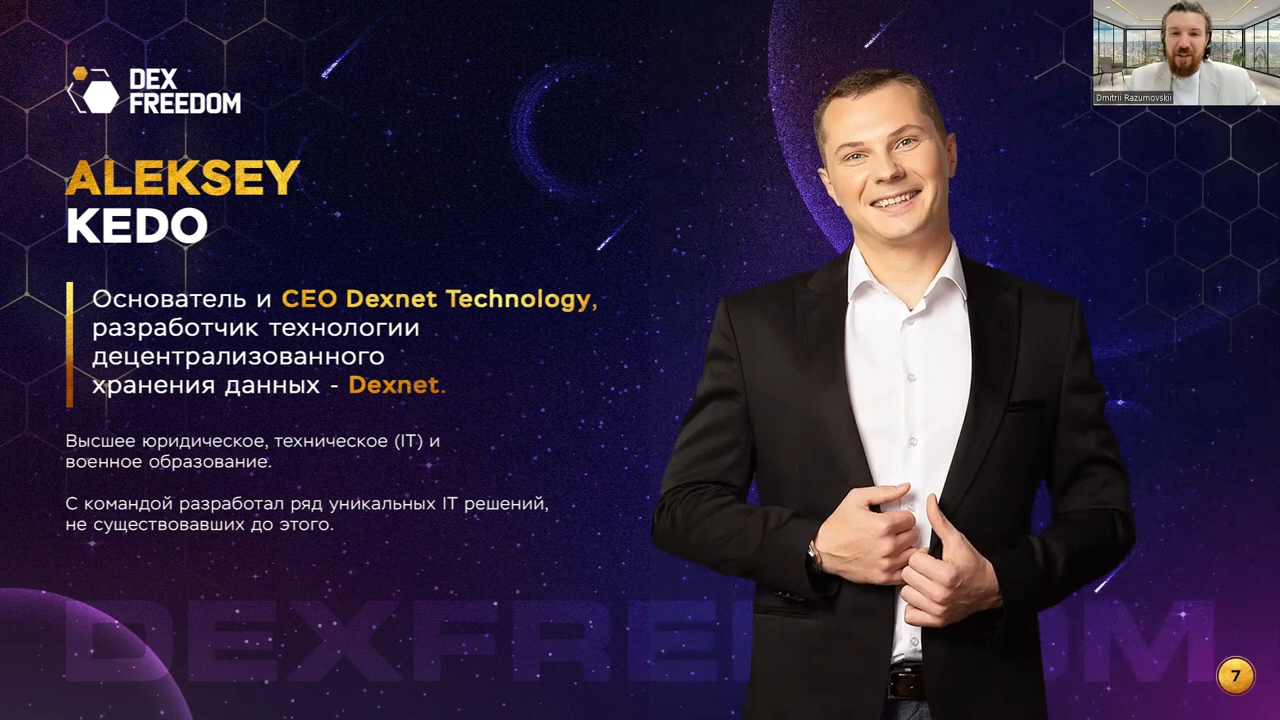 DEX
FREEDOM
Dmitrii Razumovskii
ALEKSEY
KEDO
Основатель и CEO Dexnet Technology,
разработчик технологии
децентрализованного
хранения данных - Dexnet.
Высшее юридическое, техническое (IT) и
военное образование.
С командой разработал ряд уникальных IT решений,
не существовавших до этого.
DEXFREEDOM
7